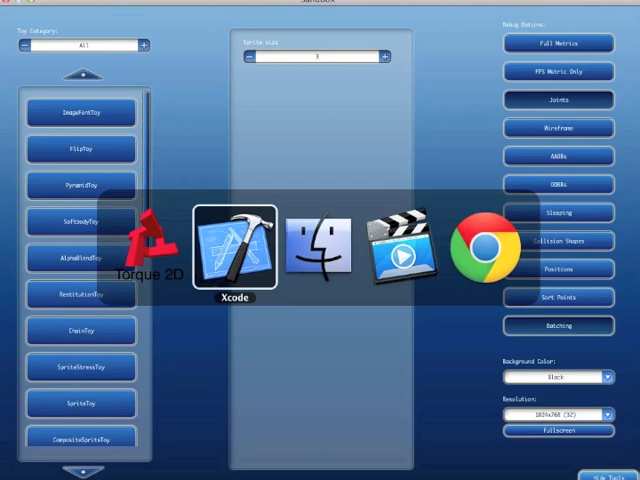 Sandbox
Toy Category:
All
ImageFontToy
FlipToy
PyramidToy
SoftbodyToy
AlphaBlendToy
RestitutionToy
ChainToy
SpriteStressToy
SpriteToy
CompositeSpriteToy
Sprite size
3
Torque 2D
Xcode
Debug Options:
Full Metrics
FPS Metric Only
Joints
Wireframe
AABBs
OOBBs
Sleeping
Collision Shapes
Positions
Sort Points
Batching
Background Color:
Black
Resolution:
1024x768 (32)
Fullscreen
Hide Tools